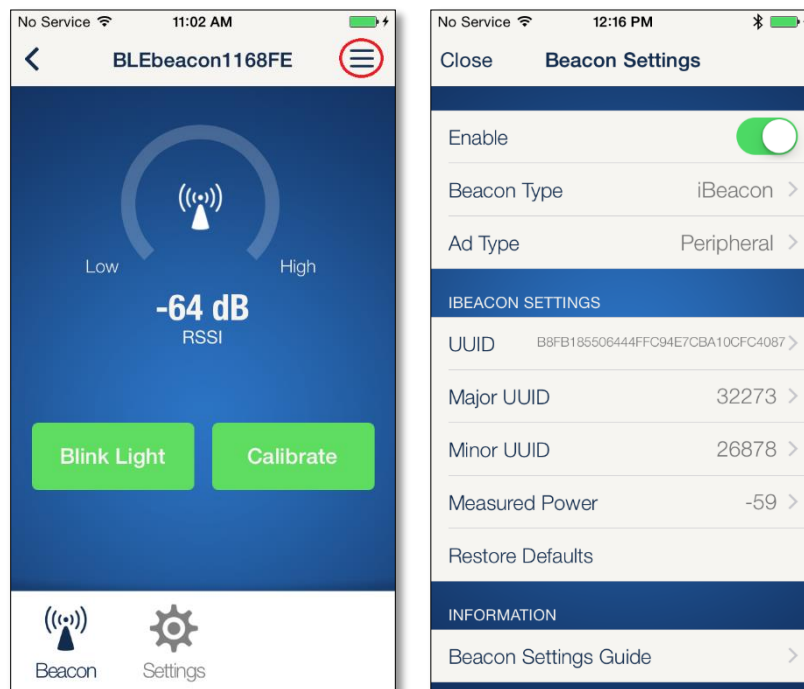 No Service 11:02 AM
BLEbeacon1168FE
Low High
-64 dB
RSSI
Blink Light Calibrate
Beacon Settings
No Service 12:16 PM
Close Beacon Settings
Enable
Beacon Type iBeacon
Ad Type Peripheral
IBEACON SETTINGS
UUID B8FB185506444FFC94E7CBA10CFC4087
Major UUID 32273
Minor UUID 26878
Measured Power -59
Restore Defaults
INFORMATION
Beacon Settings Guide